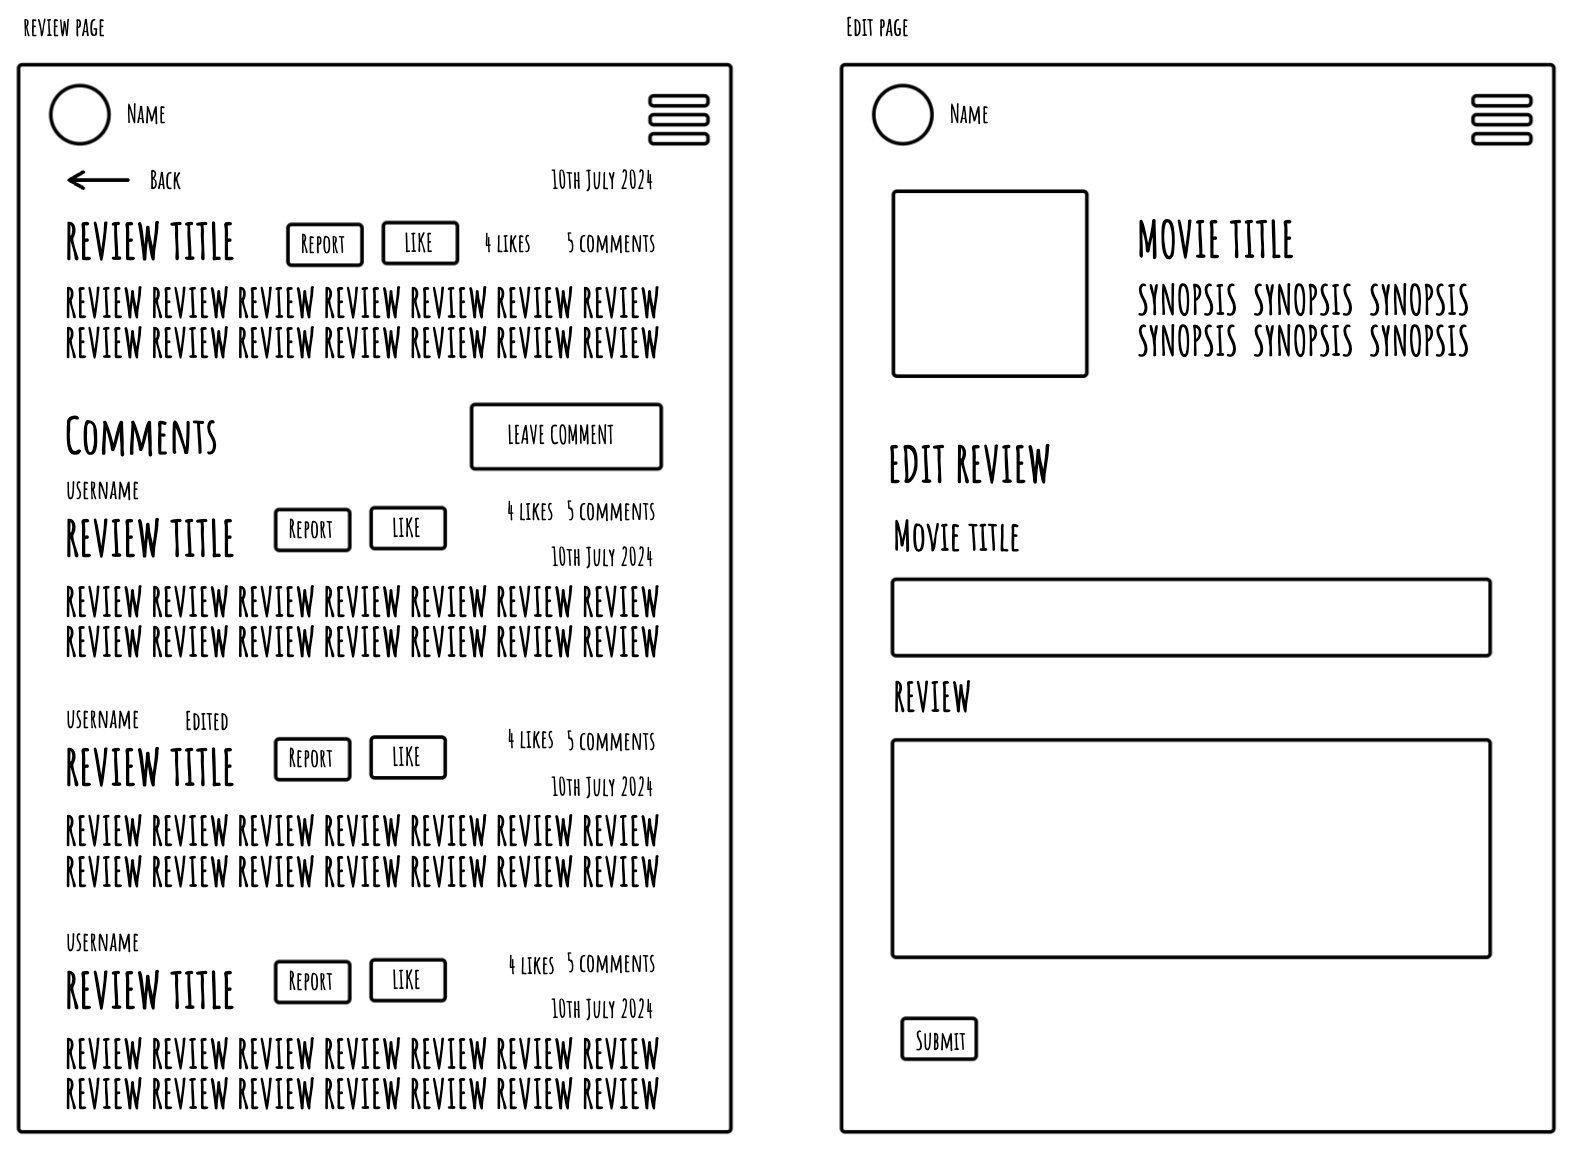 REVIEW PAGE
NAME
BACK
10TH JULY 2024
REVIEW TITLE
REPORT
LIKE
4 LIKES
5 COMMENTS
REVIEW REVIEW REVIEW REVIEW REVIEW REVIEW REVIEW
REVIEW REVIEW REVIEW REVIEW REVIEW REVIEW REVIEW
COMMENTS
LEAVE COMMENT
USERNAME
4 LIKES 5 COMMENTS
REVIEW TITLE
REPORT
LIKE
10TH JULY 2024
REVIEW REVIEW REVIEW REVIEW REVIEW REVIEW REVIEW
REVIEW REVIEW REVIEW REVIEW REVIEW REVIEW REVIEW
USERNAME
EDITED
4 LIKES 5 COMMENTS
REVIEW TITLE
REPORT
LIKE
10TH JULY 2024
REVIEW REVIEW REVIEW REVIEW REVIEW REVIEW REVIEW
REVIEW REVIEW REVIEW REVIEW REVIEW REVIEW REVIEW
USERNAME
4 LIKES 5 COMMENTS
REVIEW TITLE
REPORT
LIKE
10TH JULY 2024
REVIEW REVIEW REVIEW REVIEW REVIEW REVIEW REVIEW
REVIEW REVIEW REVIEW REVIEW REVIEW REVIEW REVIEW
EDIT PAGE
NAME
MOVIE TITLE
SYNOPSIS SYNOPSIS SYNOPSIS
SYNOPSIS SYNOPSIS SYNOPSIS
EDIT REVIEW
MOVIE TITLE
REVIEW
SUBMIT